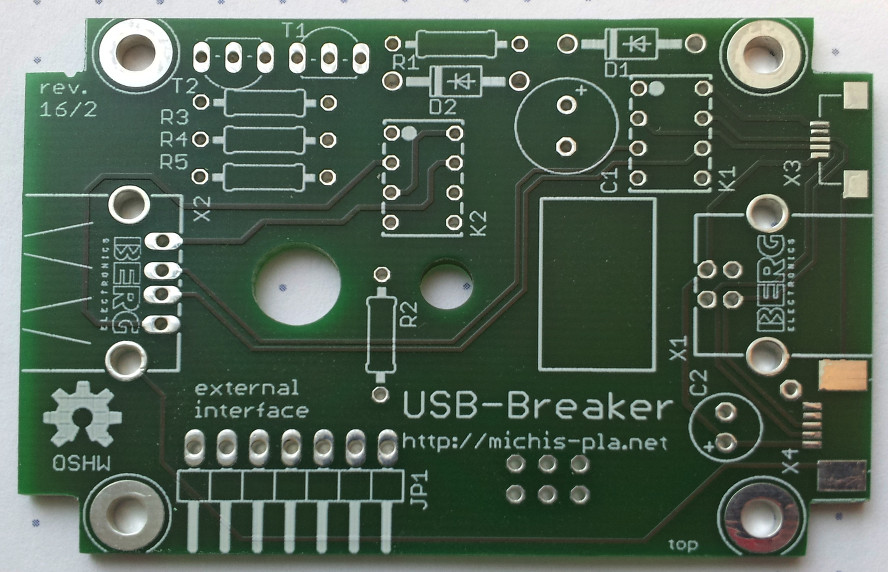 T1
R1
D1
T2
D2
rev.
16/2
R3
R4
R5
C1
K1
X3
X2
K2
BERG
ELECTRONICS
BERG
ELECTRONICS
R2
X1
C2
external
interface
USB-Breaker
http://michis-pla.net
OSHW
JP1
X4
top
+
+